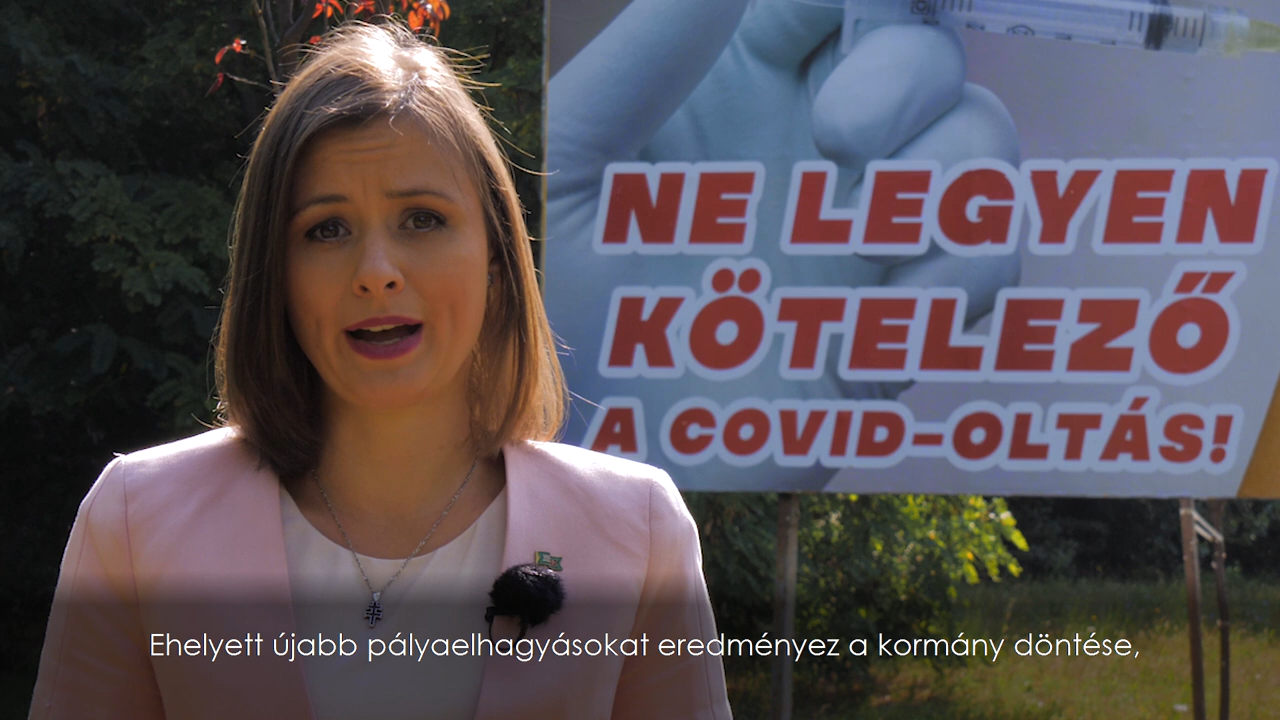 NE LEGYEN
KÖTELEZŐ
A COVID-OLTÁS!
Ehelyett újabb pályaelhagyásokat eredményez a kormány döntése,